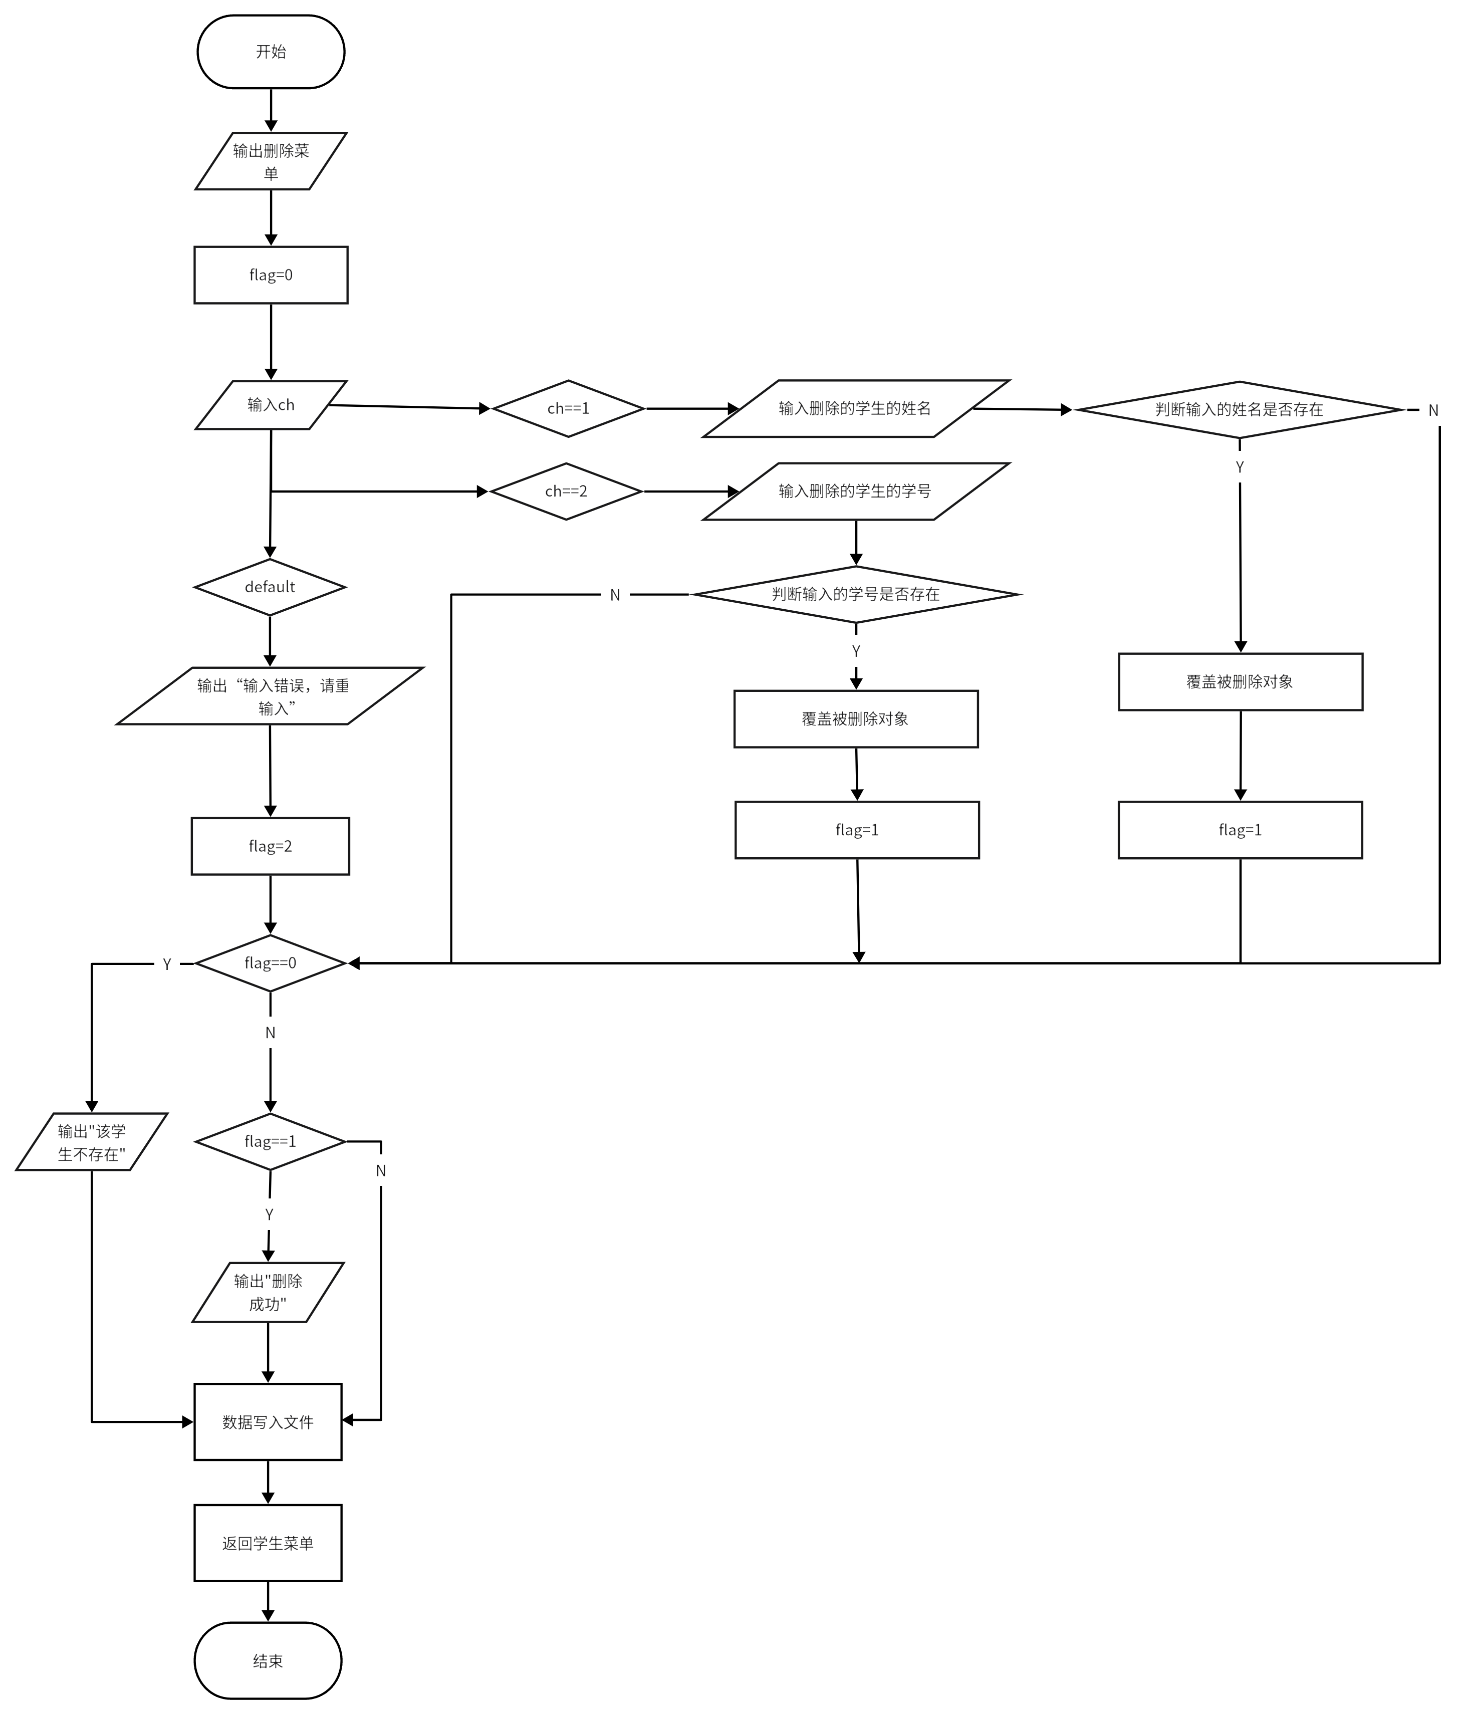 开始
输出删除菜
单
flag=0
输入ch
ch==1
输入删除的学生的姓名
判断输入的姓名是否存在
N
Y
ch==2
输入删除的学生的学号
default
N
判断输入的学号是否存在
Y
输出“输入错误，请重
输入”
覆盖被删除对象
覆盖被删除对象
flag=2
flag=1
flag=1
Y
flag==0
N
输出"该学
生不存在"
flag==1
N
Y
输出"删除
成功"
数据写入文件
返回学生菜单
结束